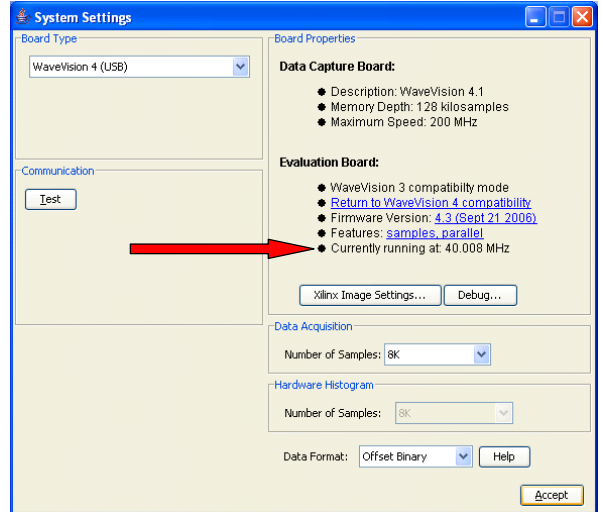 System Settings
Board Type
WaveVision 4 (USB)
Communication
Test
Board Properties
Data Capture Board:
Description: WaveVision 4.1
Memory Depth: 128 kilosamples
Maximum Speed: 200 MHz
Evaluation Board:
WaveVision 3 compatibilty mode
Return to WaveVision 4 compatibility
Firmware Version: 4.3 (Sept 21 2006)
Features: samples, parallel
Currently running at: 40.008 MHz
Xilinx Image Settings... Debug...
Data Acquisition
Number of Samples: 8K
Hardware Histogram
Number of Samples: 8K
Data Format: Offset Binary Help
Accept